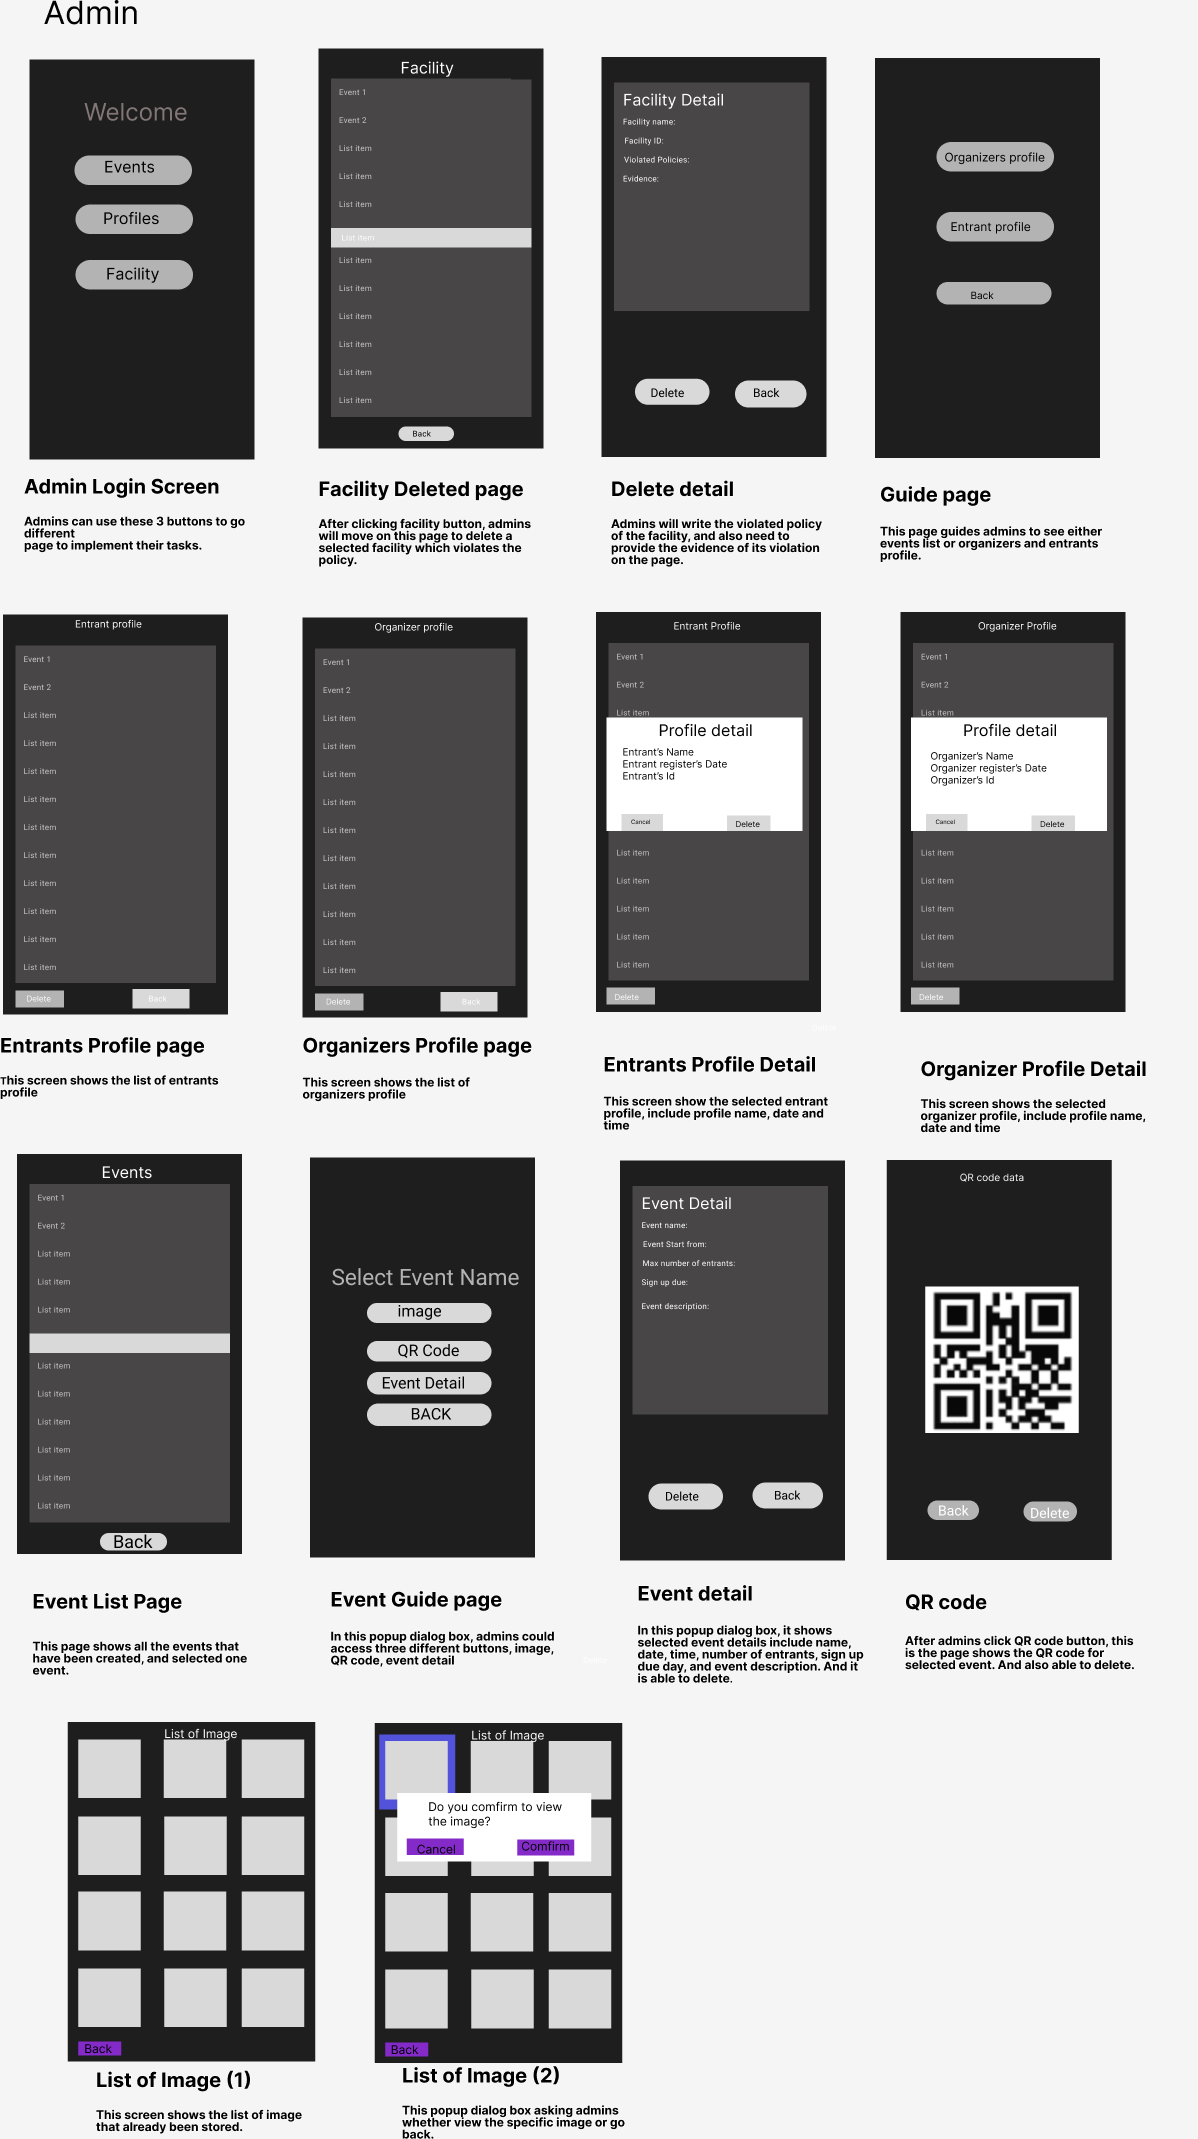 Admin
Welcome
Events
Profiles
Facility
Admin Login Screen
Admins can use these 3 buttons to go
different
page to implement their tasks.
Facility
Event 1
Event 2
List item
List item
List item
List item
List item
List item
List item
List item
List item
List item
Back
Facility Deleted page
After clicking facility button, admins
will move on this page to delete a
selected facility which violates the
policy.
Facility Detail
Facility name:
Facility ID:
Violated Policies:
Evidence:
Delete
Back
Delete detail
Admins will write the violated policy
of the facility, and also need to
provide the evidence of its violation
on the page.
Organizers profile
Entrant profile
Back
Guide page
This page guides admins to see either
events list or organizers and entrants
profile.
Entrant profile
Event 1
Event 2
List item
List item
List item
List item
List item
List item
List item
List item
List item
List item
Delete
Back
Entrants Profile page
This screen shows the list of entrants
profile
Organizer profile
Event 1
Event 2
List item
List item
List item
List item
List item
List item
List item
List item
List item
List item
Delete
Back
Organizers Profile page
This screen shows the list of
organizers profile
Entrant Profile
Event 1
Event 2
List item
Profile detail
Entrant's Name
Entrant register's Date
Entrant's Id
Cancel
Delete
List item
List item
List item
List item
List item
Delete
Entrants Profile Detail
This screen show the selected entrant
profile, include profile name, date and
time
Organizer Profile
Event 1
Event 2
List item
Profile detail
Organizer's Name
Organizer register's Date
Organizer's Id
Cancel
Delete
List item
List item
List item
List item
List item
Delete
Organizer Profile Detail
This screen shows the selected
organizer profile, include profile name,
date and time
Events
Event 1
Event 2
List item
List item
List item
List item
List item
List item
List item
List item
List item
Back
Event List Page
This page shows all the events that
have been created, and selected one
event.
Select Event Name
image
QR Code
Event Detail
BACK
Event Guide page
In this popup dialog box, admins could
access three different buttons, image,
QR code, event detail
Event Detail
Event name:
Event Start from:
Max number of entrants:
Sign up due:
Event description:
Delete
Back
Event detail
In this popup dialog box, it shows
selected event details include name,
date, time, number of entrants, sign up
due day, and event description. And it
is able to delete.
QR code data
Back
Delete
QR code
After admins click QR code button, this
is the page shows the QR code for
selected event. And also able to delete.
List of Image
Back
List of Image (1)
This screen shows the list of image
that already been stored.
List of Image
Do you comfirm to view
the image?
Cancel
Comfirm
Back
List of Image (2)
This popup dialog box asking admins
whether view the specific image or go
back.